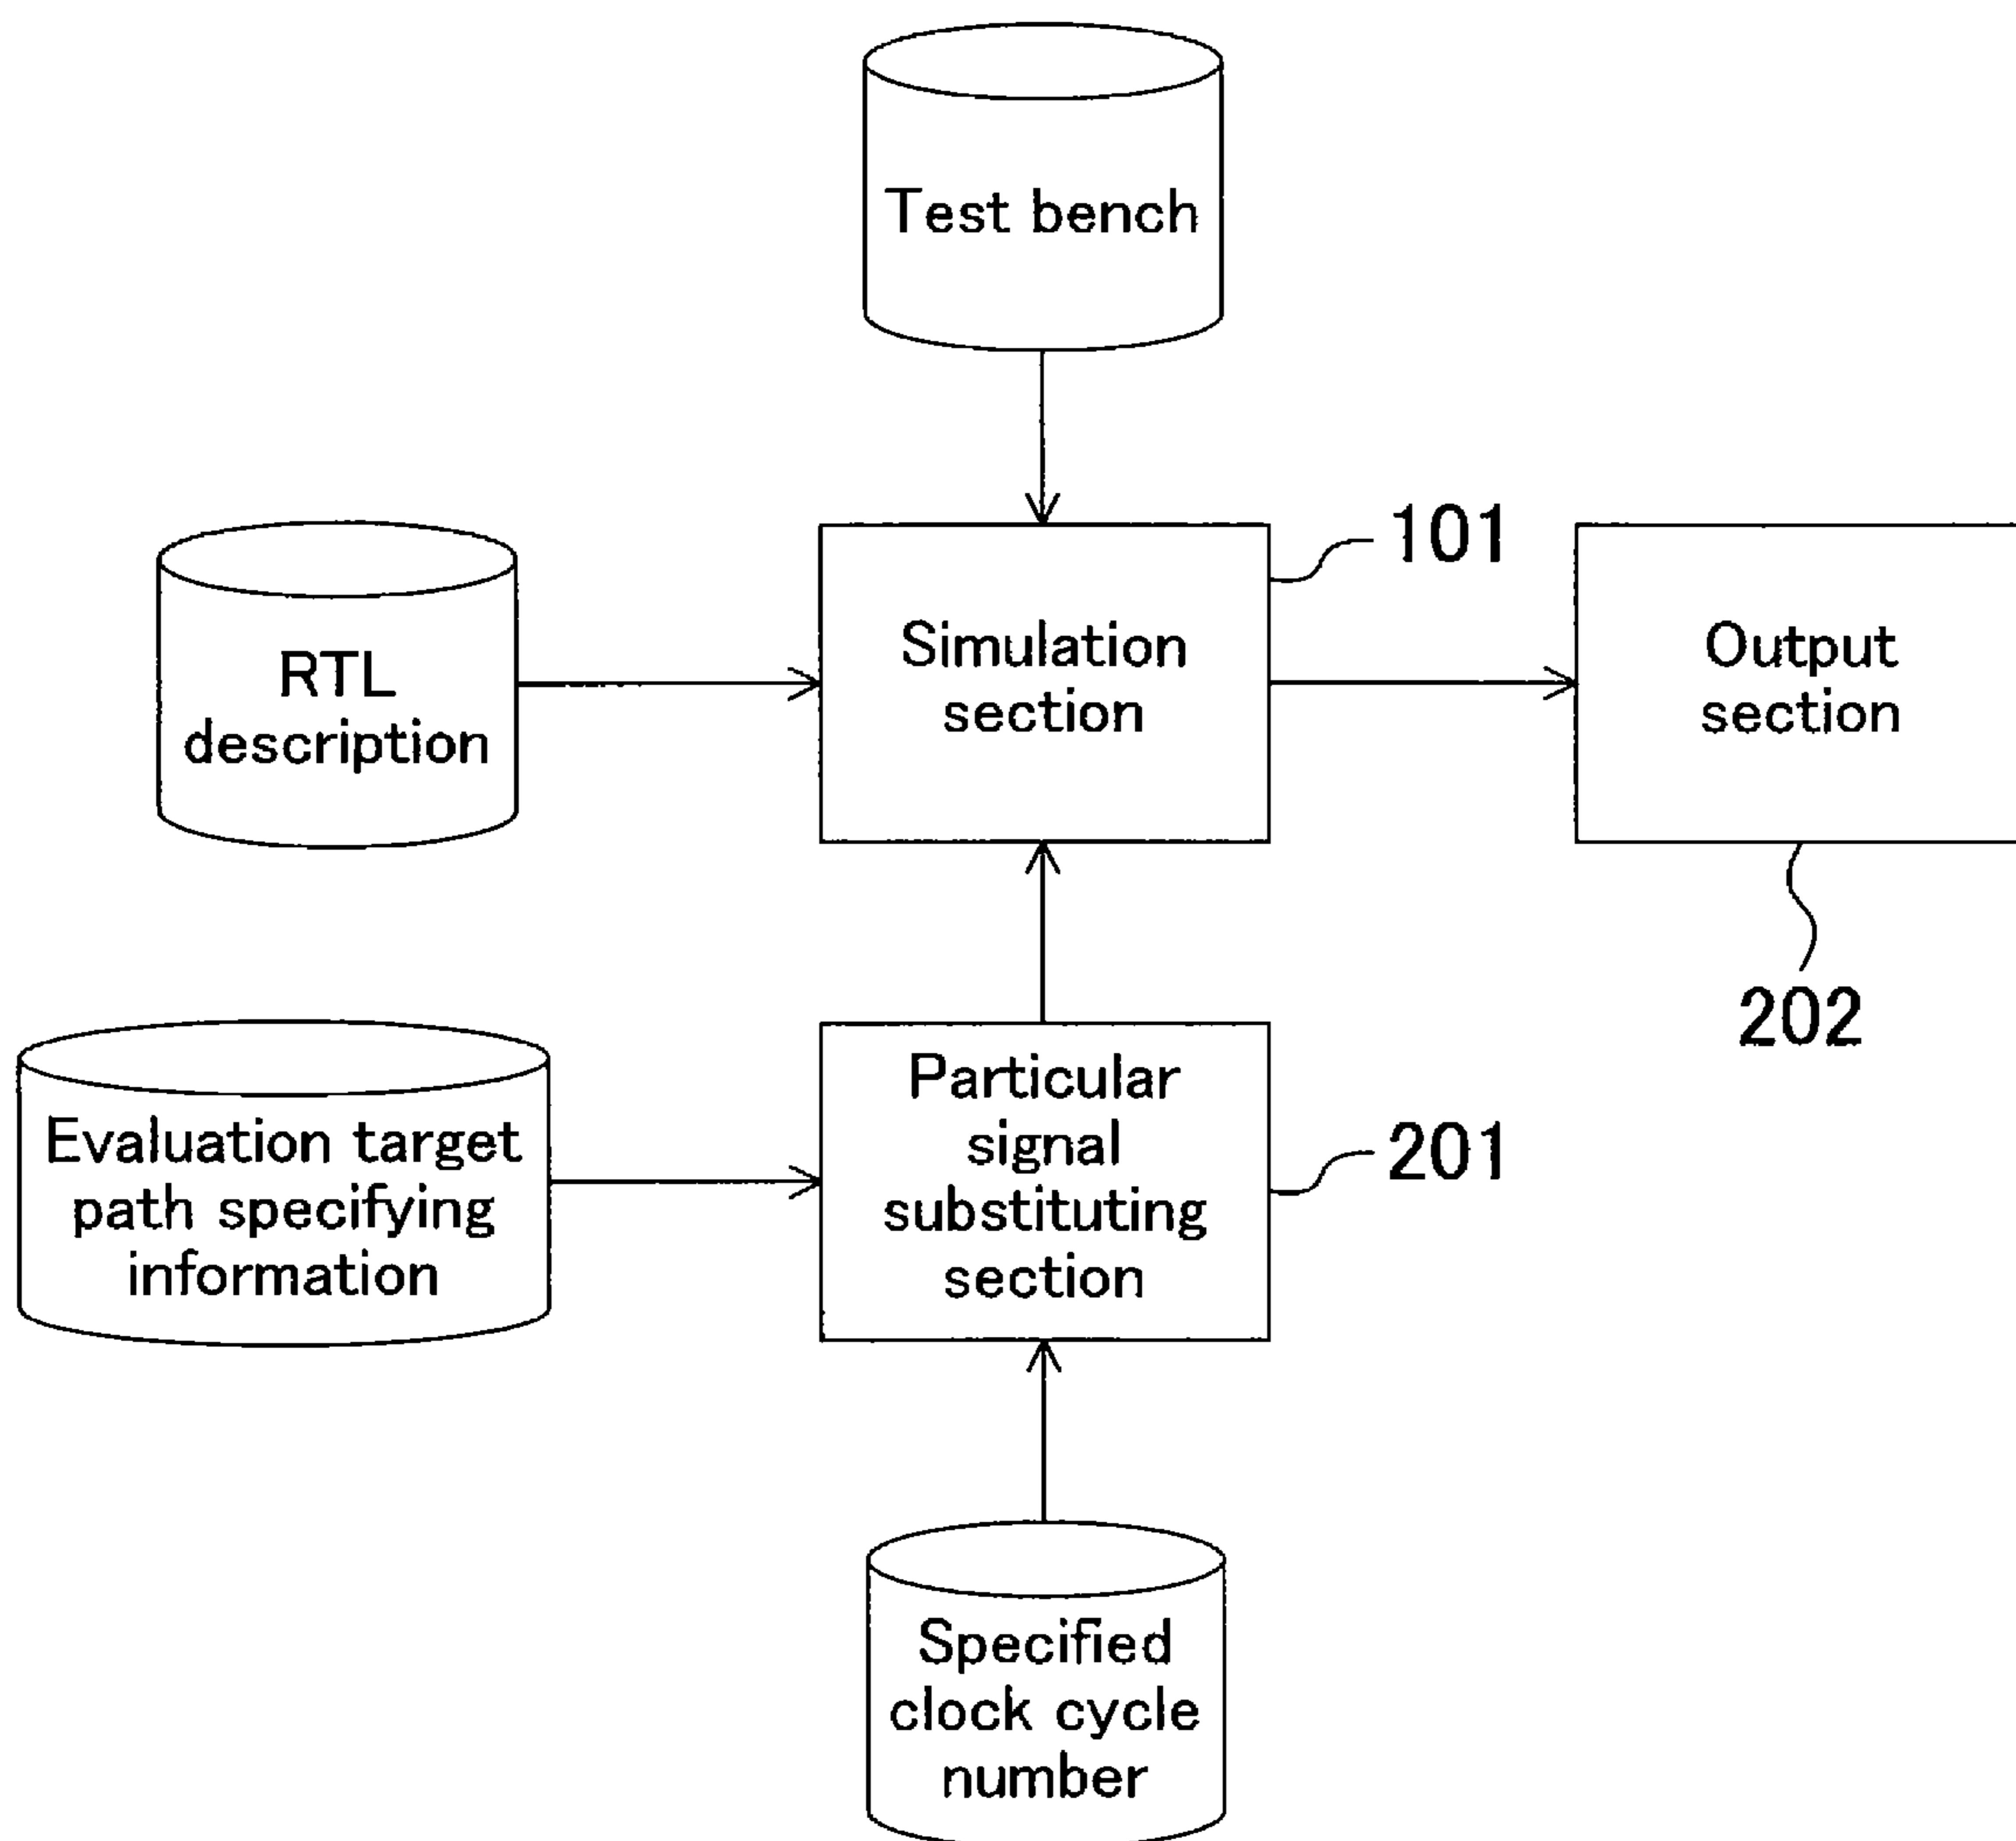 Test bench
101
RTL
description
Simulation
section
Output
section
202
Evaluation target
path specifying
information
Particular
signal
substituting
section
201
Specified
clock cycle
number